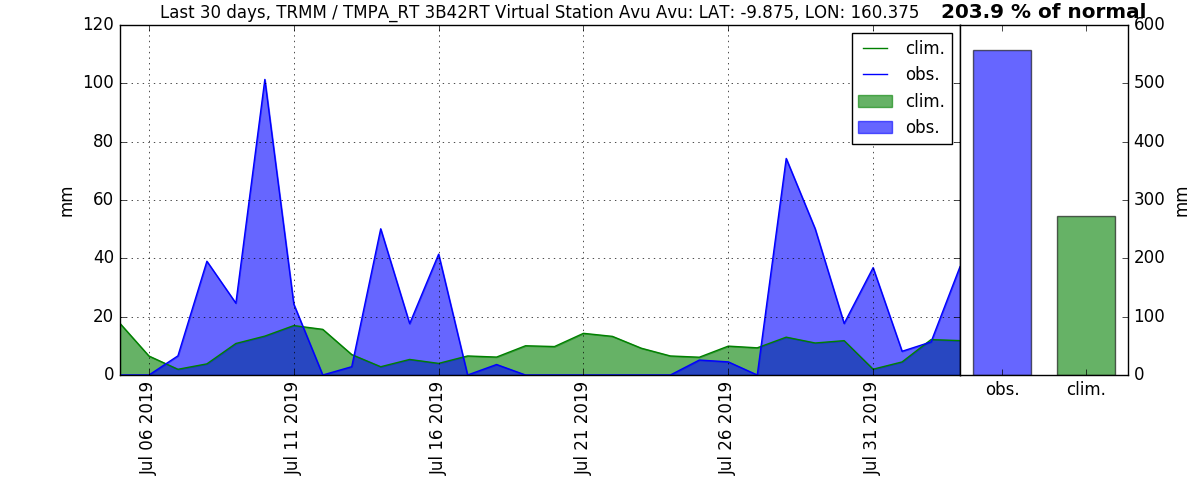 Last 30 days, TRMM / TMPA_RT 3B42RT Virtual Station Avu Avu: LAT: -9.875, LON: 160.375 203.9 % of normal
120
100
80
60
40
20
0
mm
clim.
obs.
clim.
obs.
Jul 06 2019
Jul 11 2019
Jul 16 2019
Jul 21 2019
Jul 26 2019
Jul 31 2019
600
500
400
300
200
100
0
mm
obs.
clim.